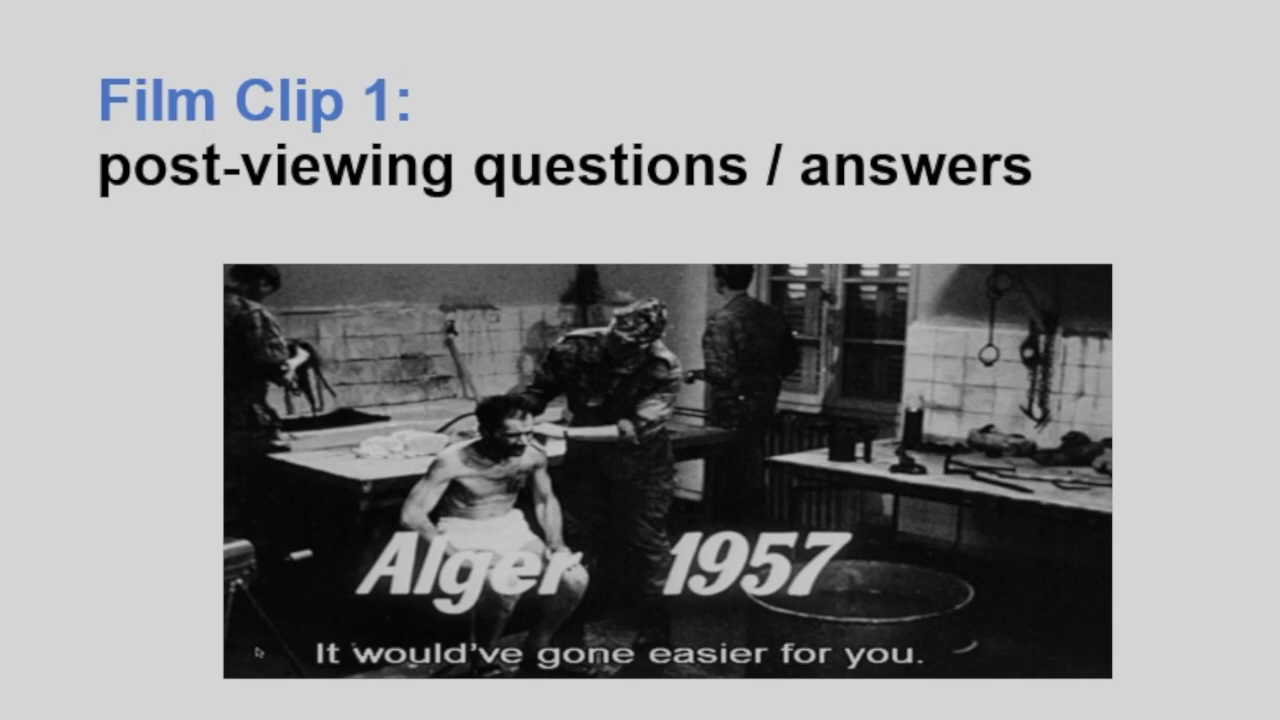 Film Clip 1:
post-viewing questions / answers
Alger 1957
It would've gone easier for you.